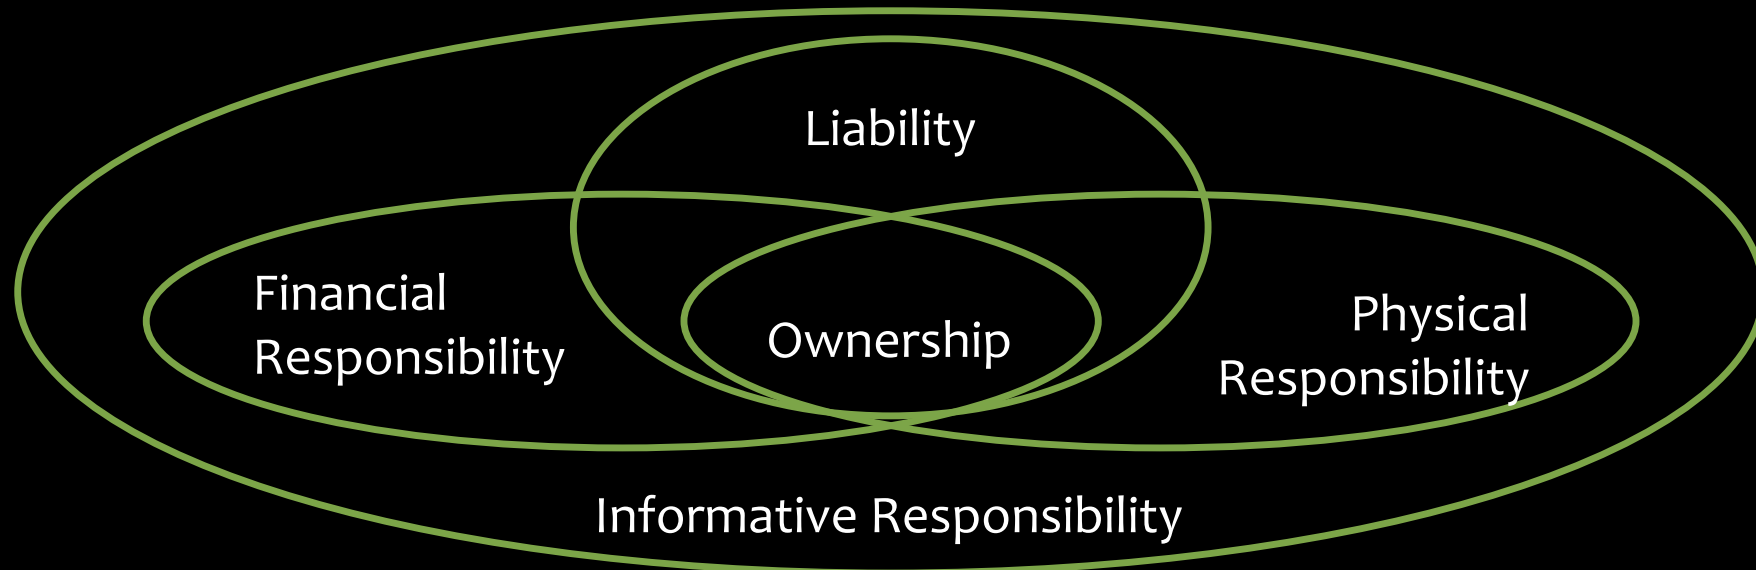 Liability
Financial
Responsibility
Ownership
Physical
Responsibility
Informative Responsibility